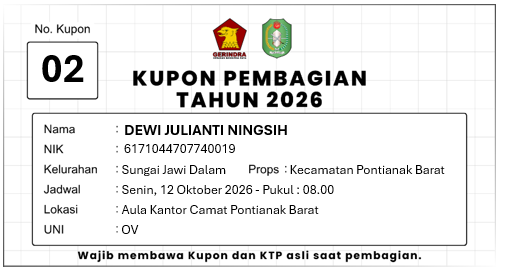 No. Kupon
02
GERINDRA
KUPON PEMBAGIAN
TAHUN 2026
Nama : DEWI JULIANTI NINGSIH
NIK : 6171044707740019
Kelurahan : Sungai Jawi Dalam Props : Kecamatan Pontianak Barat
Jadwal : Senin, 12 Oktober 2026 - Pukul : 08.00
Lokasi : Aula Kantor Camat Pontianak Barat
UNI : OV
Wajib membawa Kupon dan KTP asli saat pembagian.